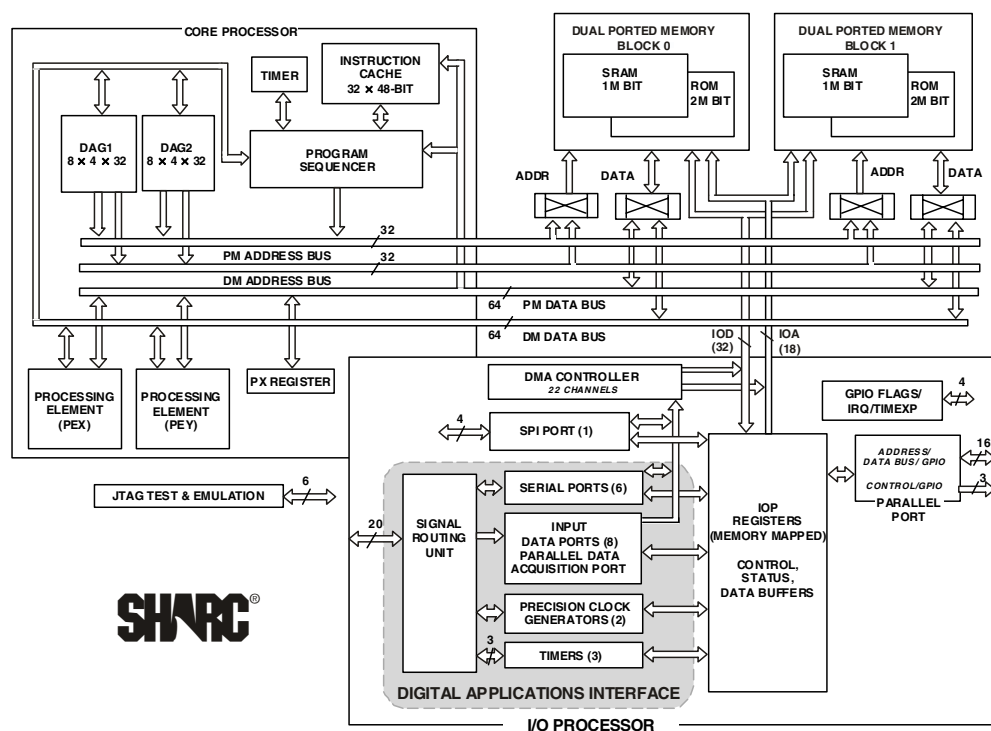 CORE PROCESSOR
TIMER
INSTRUCTION
CACHE
32 × 48-BIT
DAG1
8 × 4 × 32
DAG2
8 × 4 × 32
PROGRAM
SEQUENCER
DUAL PORTED MEMORY
BLOCK 0
SRAM
1M BIT
ROM
2M BIT
DUAL PORTED MEMORY
BLOCK 1
SRAM
1M BIT
ROM
2M BIT
ADDR
DATA
ADDR
DATA
32
PM ADDRESS BUS
32
DM ADDRESS BUS
64
PM DATA BUS
64
DM DATA BUS
IOD
(32)
IOA
(18)
PROCESSING
ELEMENT
(PEX)
PROCESSING
ELEMENT
(PEY)
PX REGISTER
DMA CONTROLLER
22 CHANNELS
GPIO FLAGS/
IRQ/TIMEXP
4
4
SPI PORT (1)
ADDRESS/
DATA BUS/ GPIO
CONTROL/GPIO
PARALLEL
PORT
16
3
JTAG TEST & EMULATION
6
20
SIGNAL
ROUTING
UNIT
SERIAL PORTS (6)
INPUT
DATA PORTS (8)
PARALLEL DATA
ACQUISITION PORT
PRECISION CLOCK
GENERATORS (2)
3
TIMERS (3)
IOP
REGISTERS
(MEMORY MAPPED)
CONTROL,
STATUS,
DATA BUFFERS
DIGITAL APPLICATIONS INTERFACE
I/O PROCESSOR
SHARC®